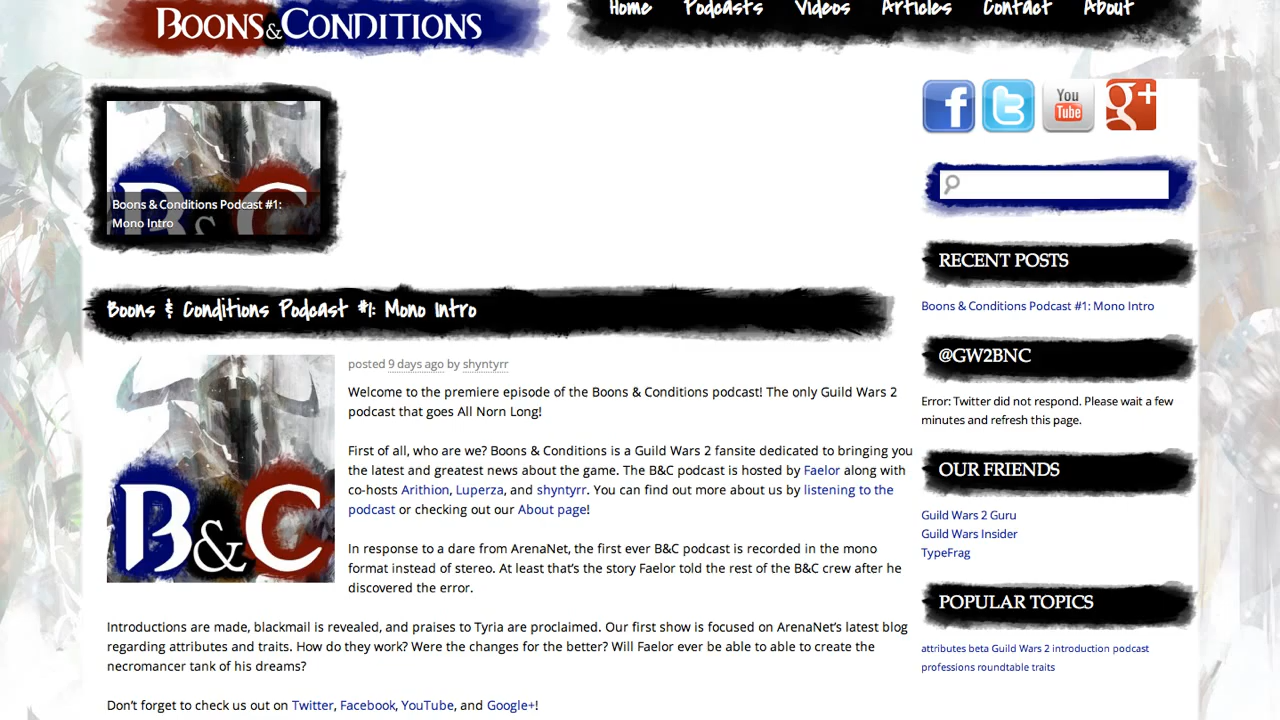 BOONS&CONDITIONS
Home Podcasts Videos Articles Contact About
f t You Tube g+
B&C
Boons & Conditions Podcast #1:
Mono Intro
Boons & Conditions Podcast #1: Mono Intro
B&C
posted 9 days ago by shyntyrr
Welcome to the premiere episode of the Boons & Conditions podcast! The only Guild Wars 2
podcast that goes All Norn Long!
First of all, who are we? Boons & Conditions is a Guild Wars 2 fansite dedicated to bringing you
the latest and greatest news about the game. The B&C podcast is hosted by Faelor along with
co-hosts Arithion, Luperza, and shyntyrr. You can find out more about us by listening to the
podcast or checking out our About page!
In response to a dare from ArenaNet, the first ever B&C podcast is recorded in the mono
format instead of stereo. At least that's the story Faelor told the rest of the B&C crew after he
discovered the error.
Introductions are made, blackmail is revealed, and praises to Tyria are proclaimed. Our first show is focused on ArenaNet's latest blog
regarding attributes and traits. How do they work? Were the changes for the better? Will Faelor ever be able to able to create the
necromancer tank of his dreams?
Don't forget to check us out on Twitter, Facebook, YouTube, and Google+!
RECENT POSTS
Boons & Conditions Podcast #1: Mono Intro
@GW2BNC
Error: Twitter did not respond. Please wait a few
minutes and refresh this page.
OUR FRIENDS
Guild Wars 2 Guru
Guild Wars Insider
TypeFrag
POPULAR TOPICS
attributes beta Guild Wars 2 introduction podcast
professions roundtable traits